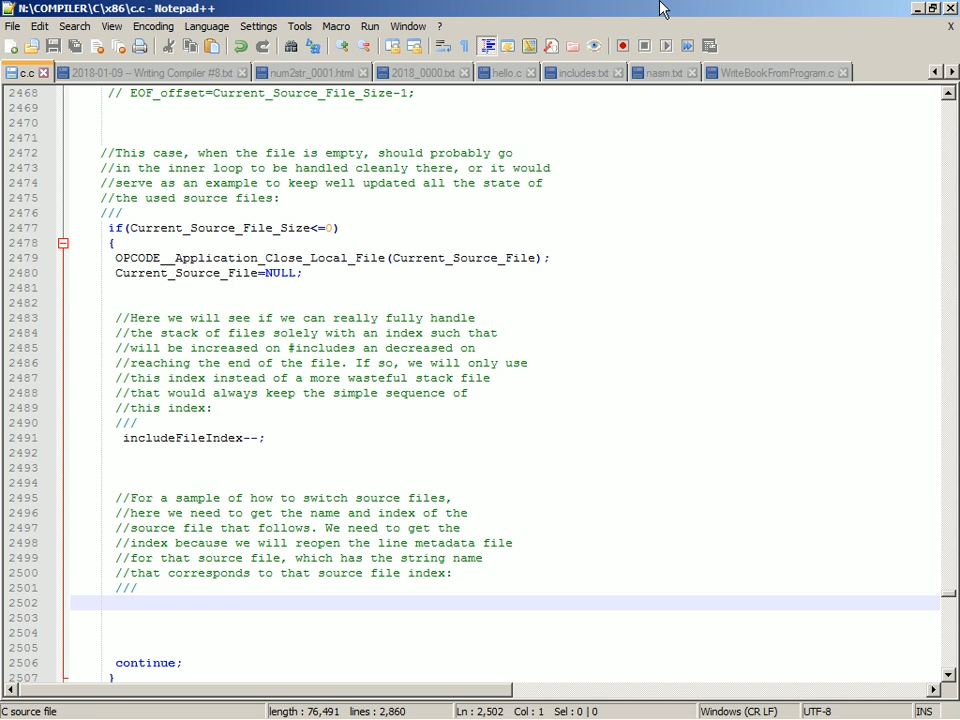 N:\COMPILER\C\x86\c.c - Notepad++
File Edit Search View Encoding Language Settings Tools Macro Run Window ? X
c.c 2018-01-09 -- Writing Compiler #8.txt num2str_0001.html 2018_0000.txt hello.c includes.txt nasm.txt WriteBookFromProgram.c
2468 // EOF_offset=Current_Source_File_Size-1;
2469
2470
2471
2472 //This case, when the file is empty, should probably go
2473 //in the inner loop to be handled cleanly there, or it would
2474 //serve as an example to keep well updated all the state of
2475 //the used source files:
2476 ///
2477 if(Current_Source_File_Size<=0)
2478 {
2479 OPCODE__Application_Close_Local_File(Current_Source_File);
2480 Current_Source_File=NULL;
2481
2482
2483 //Here we will see if we can really fully handle
2484 //the stack of files solely with an index such that
2485 //will be increased on #includes an decreased on
2486 //reaching the end of the file. If so, we will only use
2487 //this index instead of a more wasteful stack file
2488 //that would always keep the simple sequence of
2489 //this index:
2490 ///
2491 includeFileIndex--;
2492
2493
2494
2495 //For a sample of how to switch source files,
2496 //here we need to get the name and index of the
2497 //source file that follows. We need to get the
2498 //index because we will reopen the line metadata file
2499 //for that source file, which has the string name
2500 //that corresponds to that source file index:
2501 ///
2502
2503
2504
2505
2506 continue;
2507 }
C source file length : 76,491 lines : 2,860 Ln : 2,502 Col : 1 Sel : 0 | 0 Windows (CR LF) UTF-8 INS